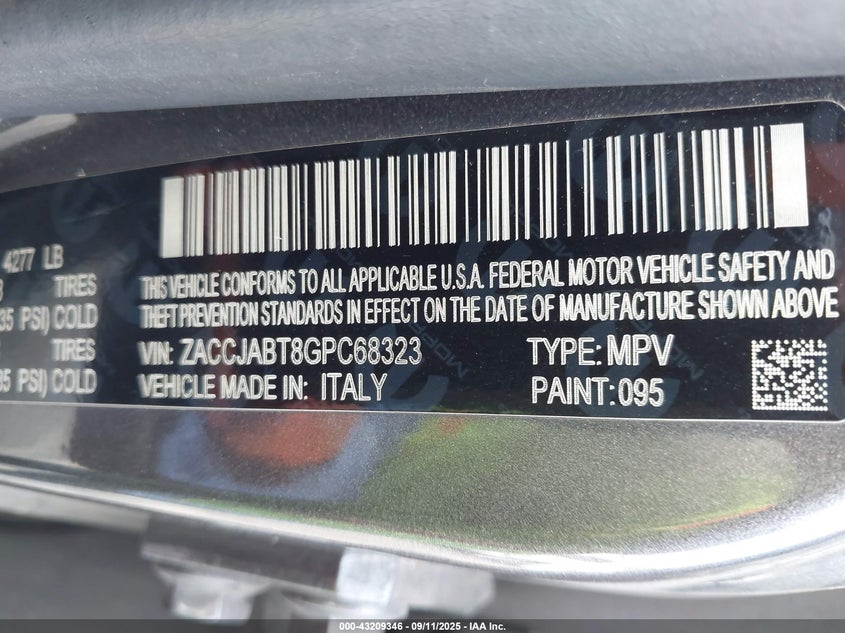 4277 LB
TIRES
35 PSI) COLD
TIRES
35 PSI) COLD
THIS VEHICLE CONFORMS TO ALL APPLICABLE U.S.A. FEDERAL MOTOR VEHICLE SAFETY AND
THEFT PREVENTION STANDARDS IN EFFECT ON THE DATE OF MANUFACTURE SHOWN ABOVE
VIN: ZACCJABT8GPC68323 TYPE: MPV
VEHICLE MADE IN: ITALY PAINT: 095
000-43209346 - 09/11/2025 - IAA Inc.